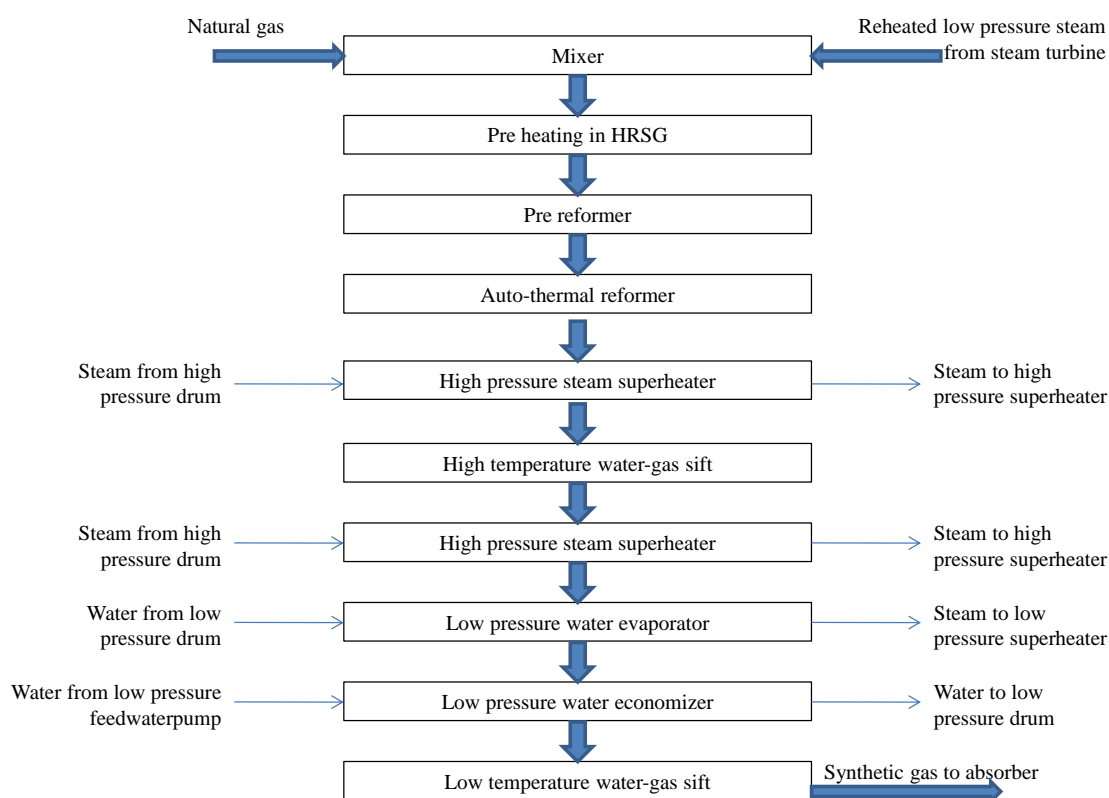 Natural gas
Reheated low pressure steam
from steam turbine
Mixer
Pre heating in HRSG
Pre reformer
Auto-thermal reformer
Steam from high
pressure drum
High pressure steam superheater
Steam to high
pressure superheater
High temperature water-gas sift
Steam from high
pressure drum
High pressure steam superheater
Steam to high
pressure superheater
Water from low
pressure drum
Low pressure water evaporator
Steam to low
pressure superheater
Water from low pressure
feedwaterpump
Low pressure water economizer
Water to low
pressure drum
Low temperature water-gas sift
Synthetic gas to absorber